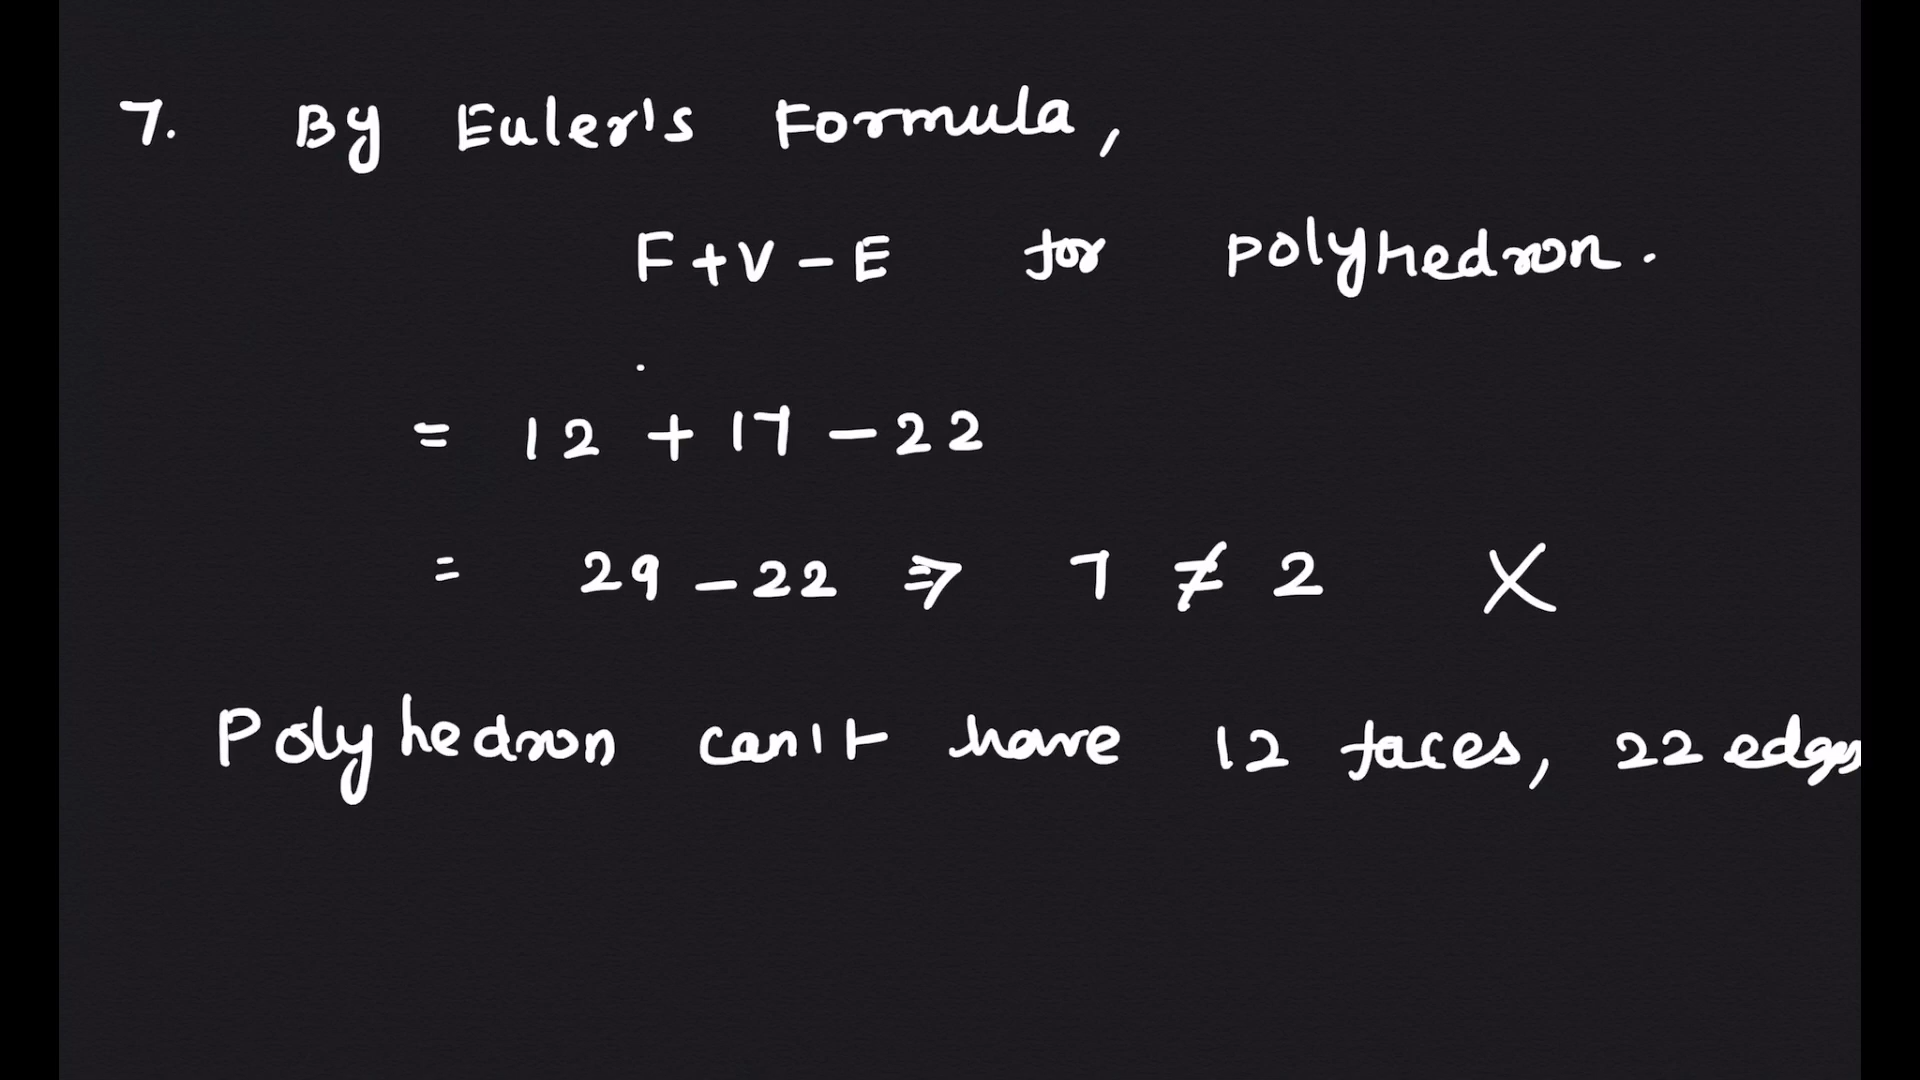 7. By Euler's Formula,
F + V - E for polyhedron.
= 12 + 17 - 22
= 29 - 22 ⇒ 7 ≠ 2 X
Polyhedron can't have 12 faces, 22 edges